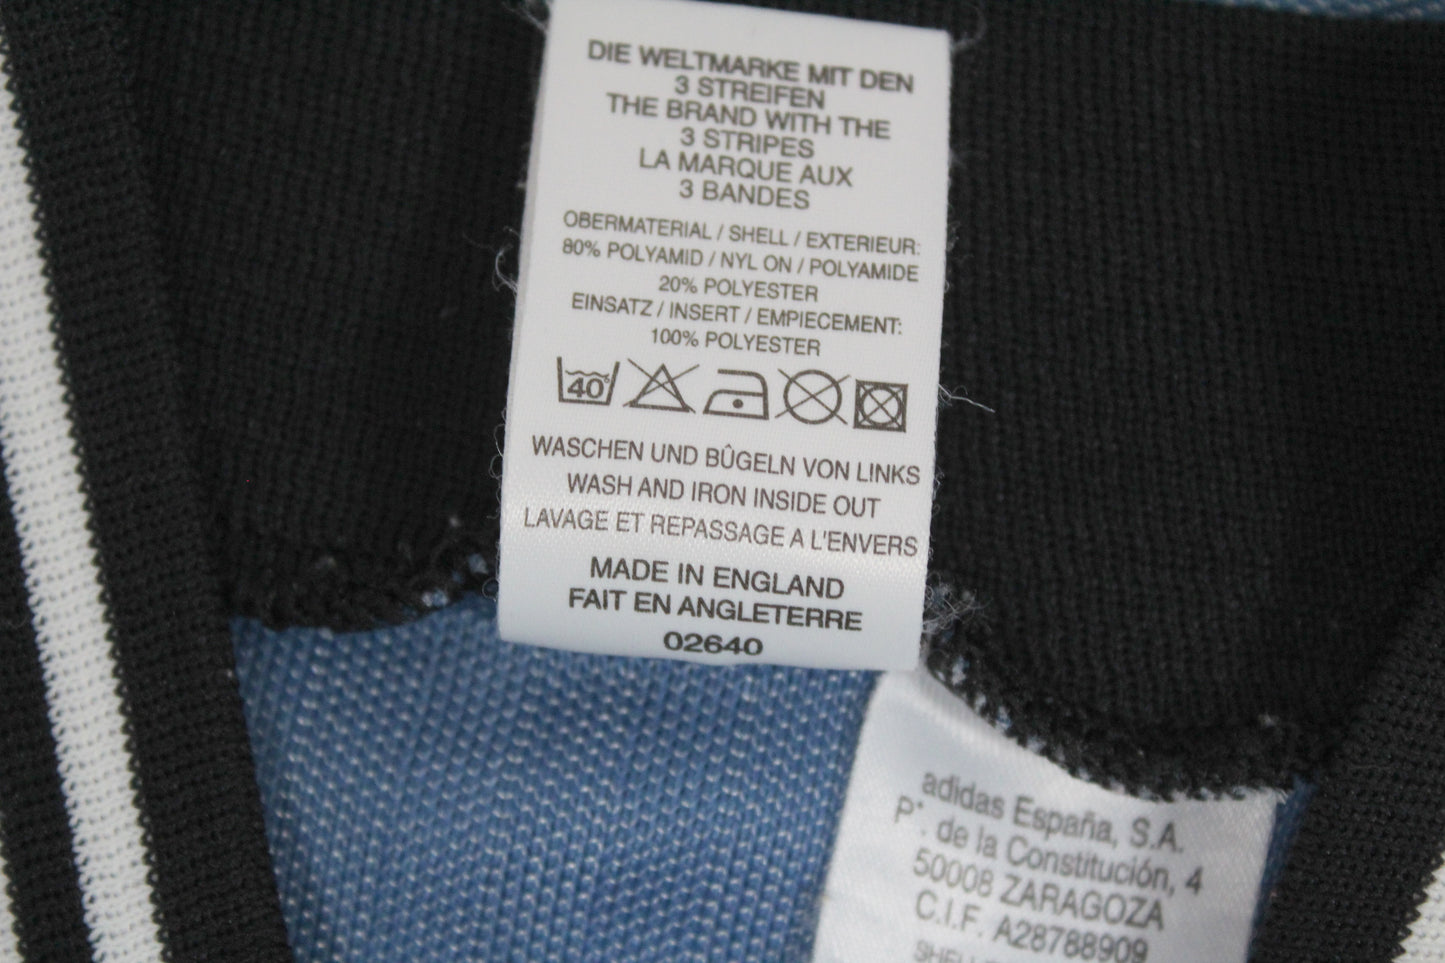 DIE WELTMARKE MIT DEN
3 STREIFEN
THE BRAND WITH THE
3 STRIPES
LA MARQUE AUX
3 BANDES
OBERMATERIAL / SHELL / EXTERIEUR:
80% POLYAMID / NYL ON / POLYAMIDE
20% POLYESTER
EINSATZ / INSERT / EMPIECEMENT:
100% POLYESTER
40°
WASCHEN UND BÛGELN VON LINKS
WASH AND IRON INSIDE OUT
LAVAGE ET REPASSAGE A L'ENVERS
MADE IN ENGLAND
FAIT EN ANGLETERRE
02640
adidas España, S.A.
de la Constitución, 4
50008 ZARAGOZA
C.I.F. A28788909